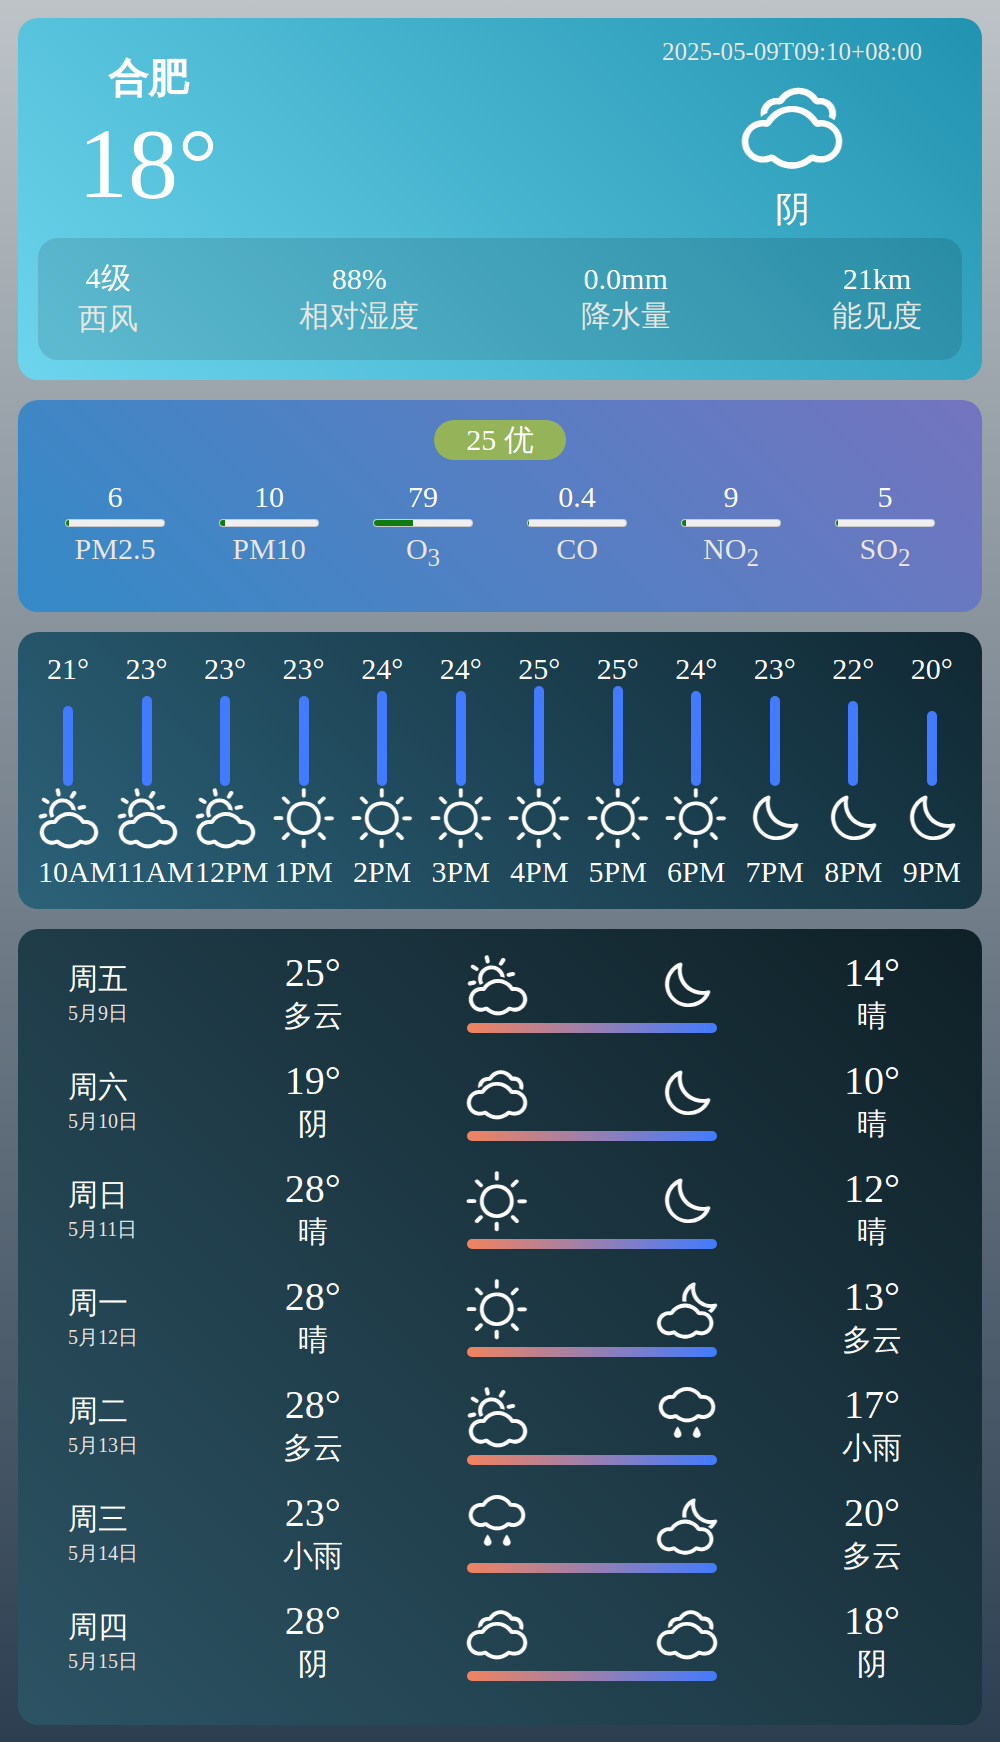 合肥
2025-05-09T09:10+08:00
18°
阴
4级 88% 0.0mm 21km
西风 相对湿度 降水量 能见度
25 优
6 10 79 0.4 9 5
PM2.5 PM10 O3 CO NO2 SO2
21° 23° 23° 23° 24° 24° 25° 25° 24° 23° 22° 20°
10AM 11AM 12PM 1PM 2PM 3PM 4PM 5PM 6PM 7PM 8PM 9PM
周五 25° 14°
5月9日 多云 晴
周六 19° 10°
5月10日 阴 晴
周日 28° 12°
5月11日 晴 晴
周一 28° 13°
5月12日 晴 多云
周二 28° 17°
5月13日 多云 小雨
周三 23° 20°
5月14日 小雨 多云
周四 28° 18°
5月15日 阴 阴